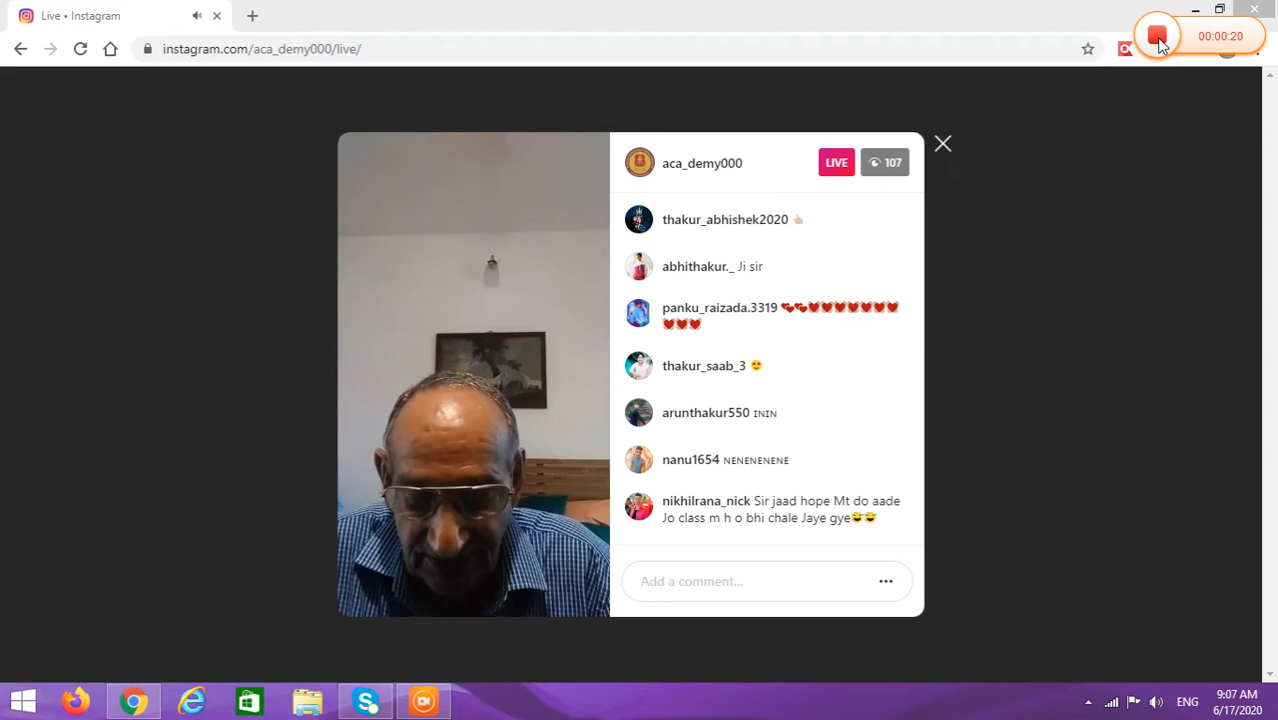 Live • Instagram
00:00:20
instagram.com/aca_demy000/live/
aca_demy000
LIVE
107
thakur_abhishek2020
abhithakur._ Ji sir
panku_raizada.3319 💕💕💓💓💓💓💓💓💓
💓💓💓
thakur_saab_3 😍
arunthakur550 ɪɴɪɴ
nanu1654 ɴᴇɴᴇɴᴇɴᴇɴᴇ
nikhilrana_nick Sir jaad hope Mt do aade
Jo class m h o bhi chale Jaye gye😅😅
Add a comment...
ENG
9:07 AM
6/17/2020